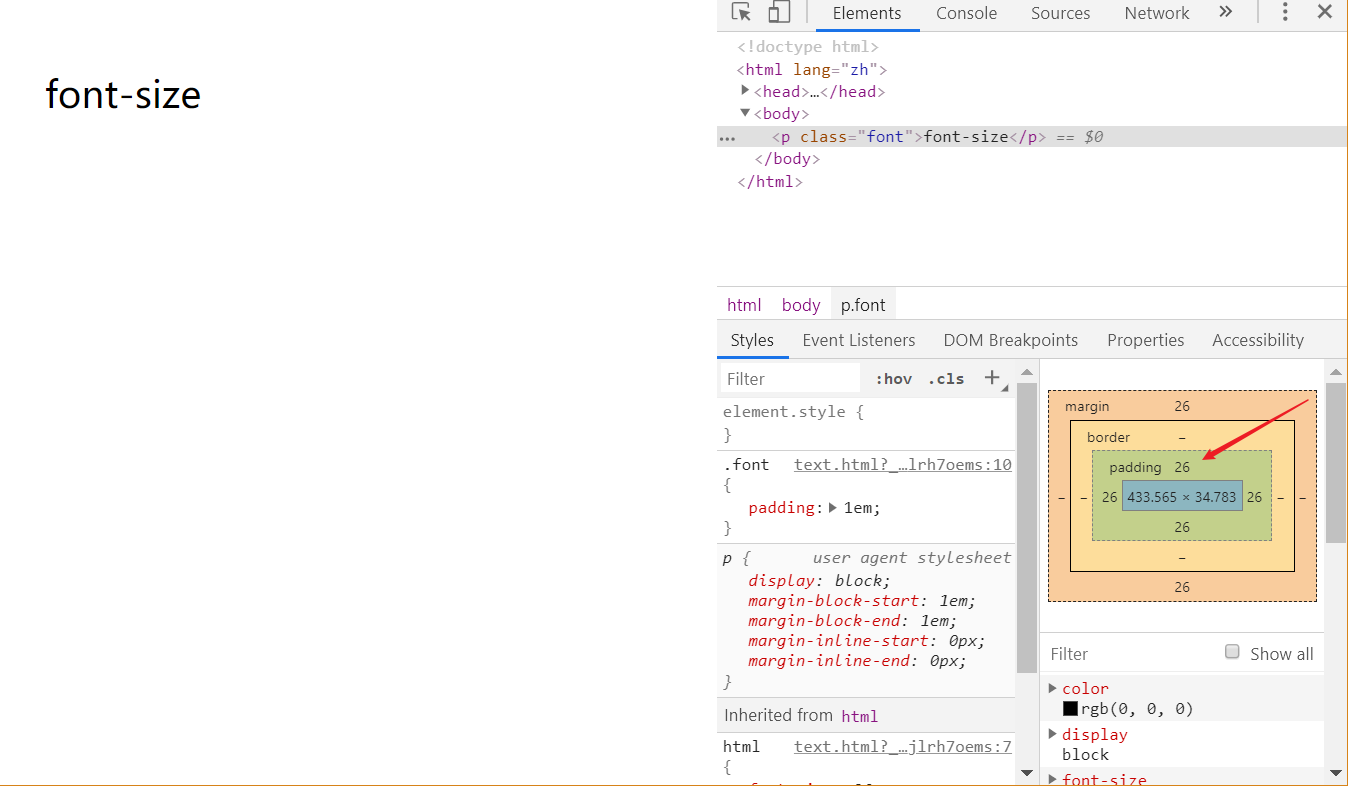 font-size
Elements Console Sources Network »
<!doctype html>
<html lang="zh">
<head>…</head>
<body>
… <p class="font">font-size</p> == $0
</body>
</html>
html body p.font
Styles Event Listeners DOM Breakpoints Properties Accessibility
Filter :hov .cls +
element.style {
}
.font text.html?_…lrh7oems:10
{
padding: 1em;
}
p { user agent stylesheet
display: block;
margin-block-start: 1em;
margin-block-end: 1em;
margin-inline-start: 0px;
margin-inline-end: 0px;
}
Inherited from html
html text.html?_…jlrh7oems:7
{
margin 26
border –
padding 26
– – 26 433.565 × 34.783 26 – –
26
–
26
Filter Show all
color
rgb(0, 0, 0)
display
block
font-size